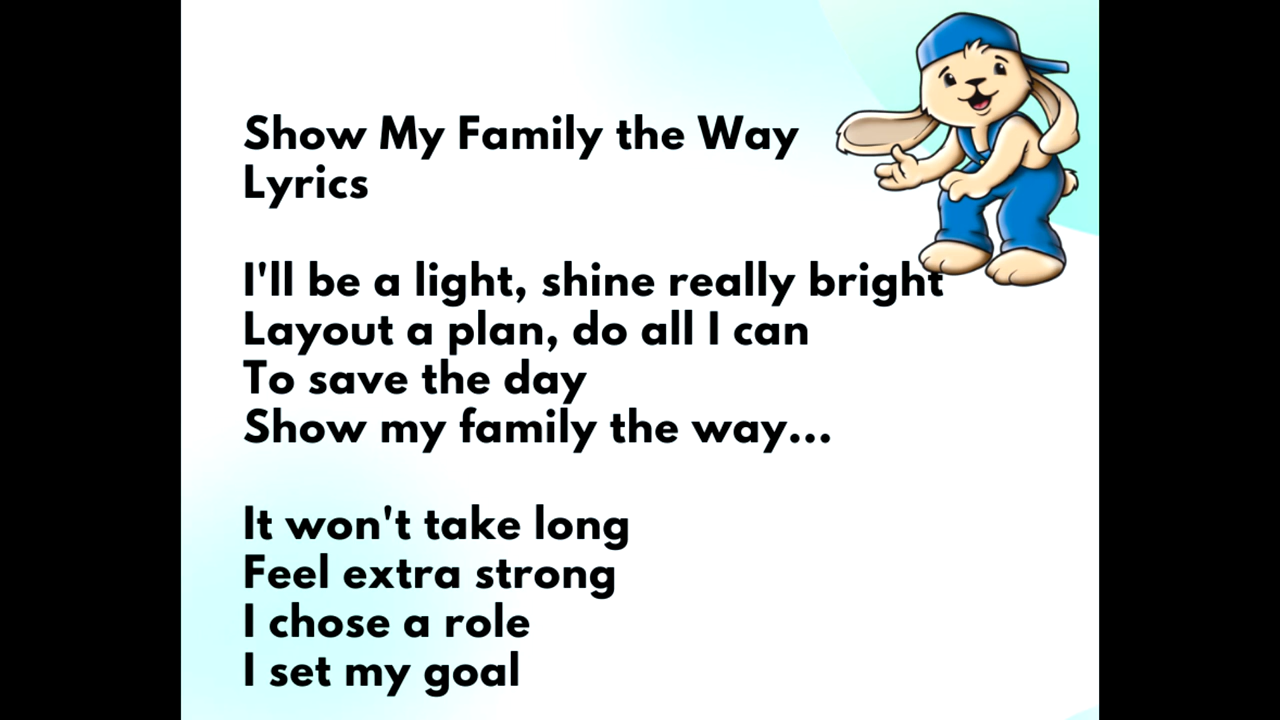 Show My Family the Way
Lyrics
I'll be a light, shine really bright
Layout a plan, do all I can
To save the day
Show my family the way...
It won't take long
Feel extra strong
I chose a role
I set my goal